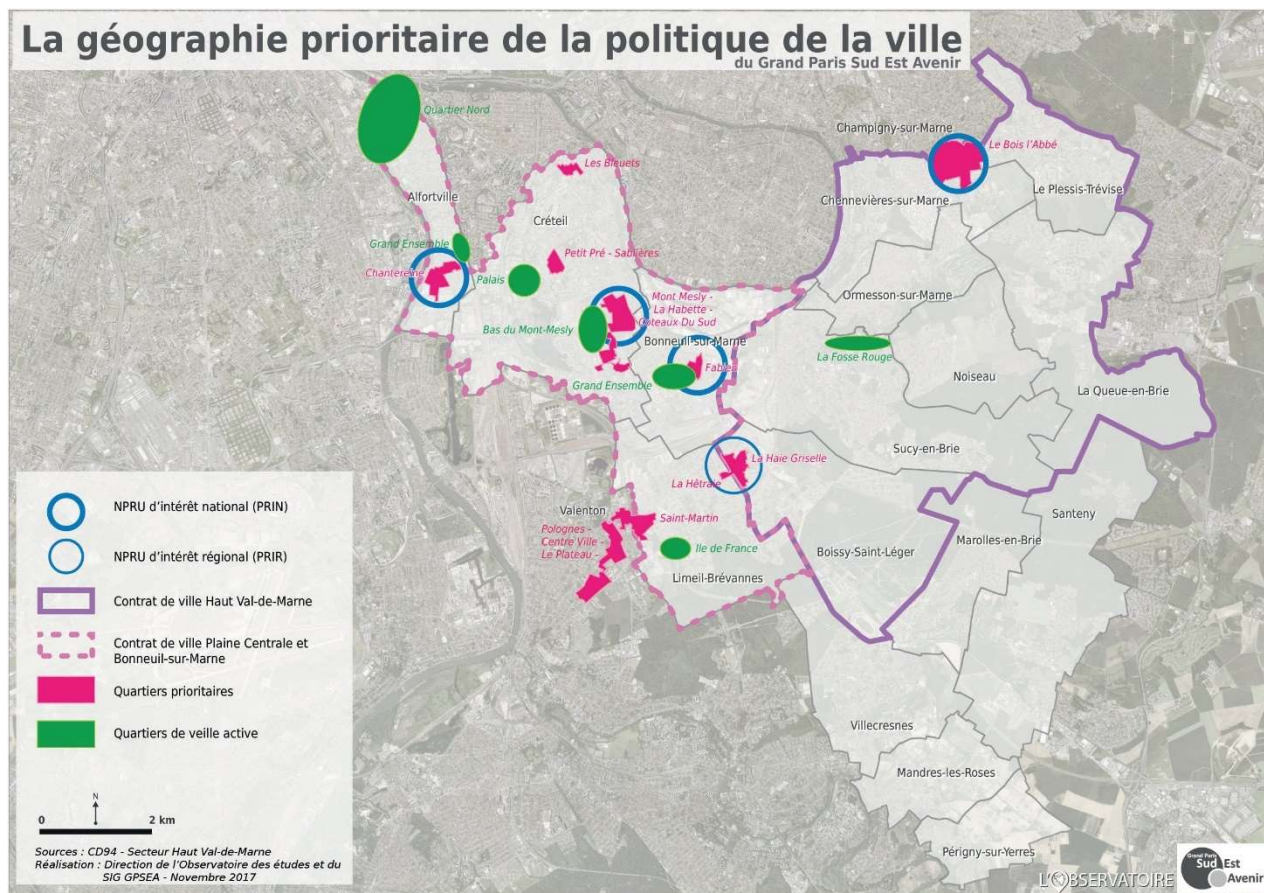 La géographie prioritaire de la politique de la ville
du Grand Paris Sud Est Avenir
Quartier Nord
Champigny-sur-Marne
Le Bois l'Abbé
Les Bleuets
Le Plessis-Trévise
Alfortville
Chennevières-sur-Marne
Créteil
Grand Ensemble
Petit Pré - Sablières
Chantereine
Palais
Mont Mesly -
La Habette -
Coteaux Du Sud
Ormesson-sur-Marne
Bas du Mont-Mesly
Bonneuil-sur-Marne
La Fosse Rouge
Fabien
Grand Ensemble
Noiseau
La Queue-en-Brie
Sucy-en-Brie
La Haie Griselle
La Hêtraie
Valenton
Saint-Martin
Santeny
Polognes -
Centre Ville -
Le Plateau -
Ile de France
Boissy-Saint-Léger
Marolles-en-Brie
Limeil-Brévannes
Villecresnes
Mandres-les-Roses
Périgny-sur-Yerres
NPRU d'intérêt national (PRIN)
NPRU d'intérêt régional (PRIR)
Contrat de ville Haut Val-de-Marne
Contrat de ville Plaine Centrale et
Bonneuil-sur-Marne
Quartiers prioritaires
Quartiers de veille active
N
0 2 km
Sources : CD94 - Secteur Haut Val-de-Marne
Réalisation : Direction de l'Observatoire des études et du
SIG GPSEA - Novembre 2017
L'OBSERVATOIRE
Grand Paris
Sud Est
Avenir